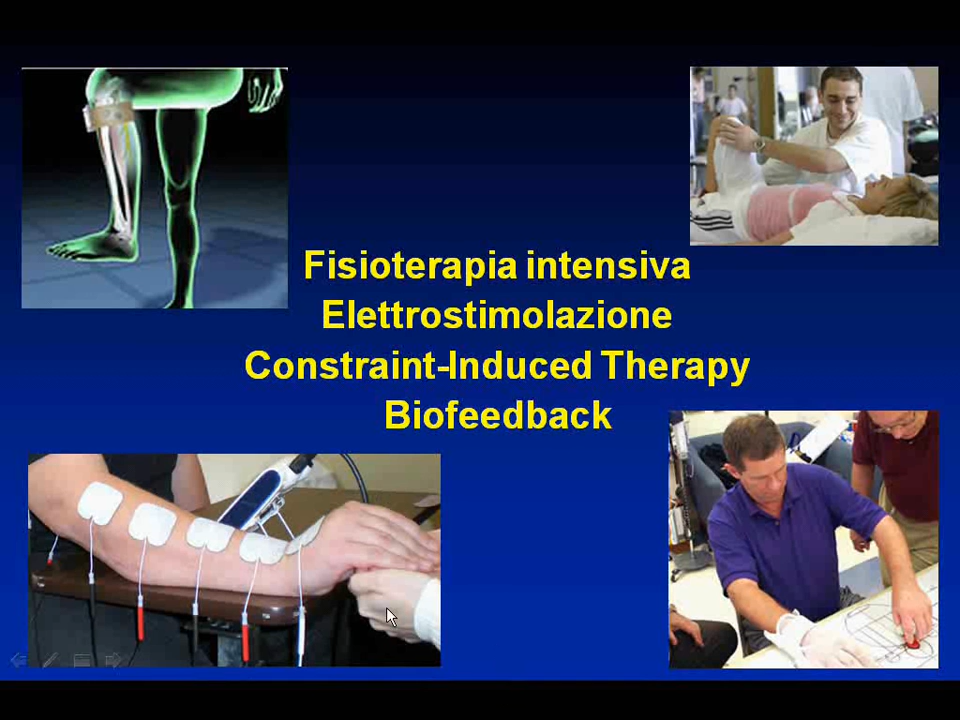 Fisioterapia intensiva
Elettrostimolazione
Constraint-Induced Therapy
Biofeedback